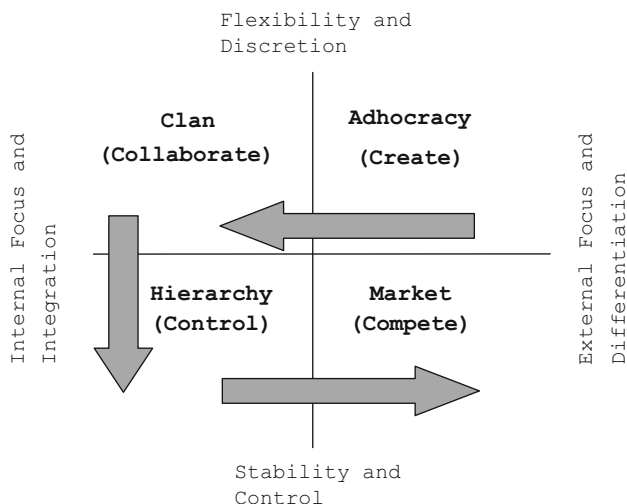 Flexibility and
Discretion
Clan
(Collaborate)
Adhocracy
(Create)
Internal Focus and
Integration
External Focus and
Differentiation
Hierarchy
(Control)
Market
(Compete)
Stability and
Control